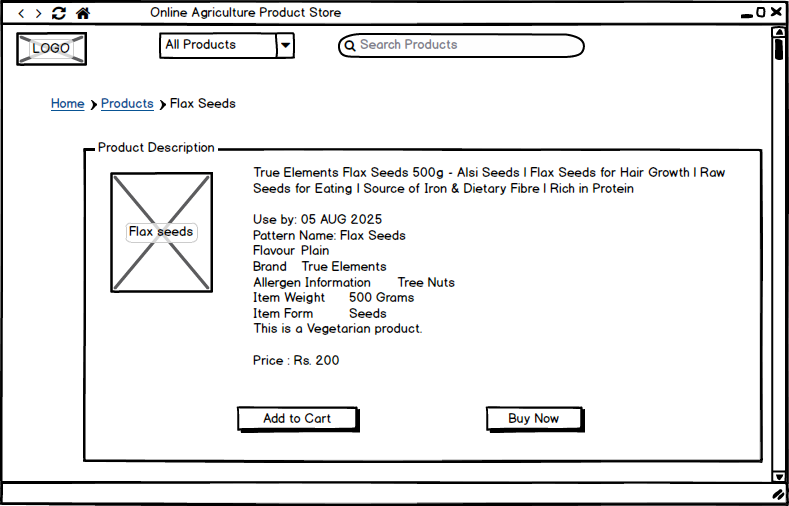 Online Agriculture Product Store
LOGO
All Products
Search Products
Home Products Flax Seeds
Product Description
Flax seeds
True Elements Flax Seeds 500g - Alsi Seeds | Flax Seeds for Hair Growth | Raw
Seeds for Eating | Source of Iron & Dietary Fibre | Rich in Protein
Use by: 05 AUG 2025
Pattern Name: Flax Seeds
Flavour Plain
Brand True Elements
Allergen Information Tree Nuts
Item Weight 500 Grams
Item Form Seeds
This is a Vegetarian product.
Price : Rs. 200
Add to Cart
Buy Now